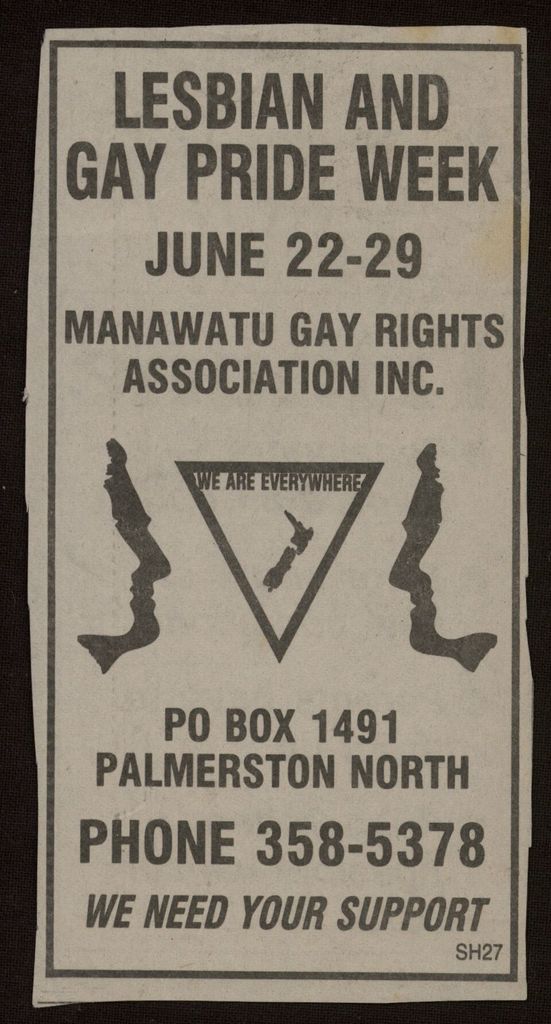 LESBIAN AND
GAY PRIDE WEEK
JUNE 22-29
MANAWATU GAY RIGHTS
ASSOCIATION INC.
WE ARE EVERYWHERE
PO BOX 1491
PALMERSTON NORTH
PHONE 358-5378
WE NEED YOUR SUPPORT
SH27